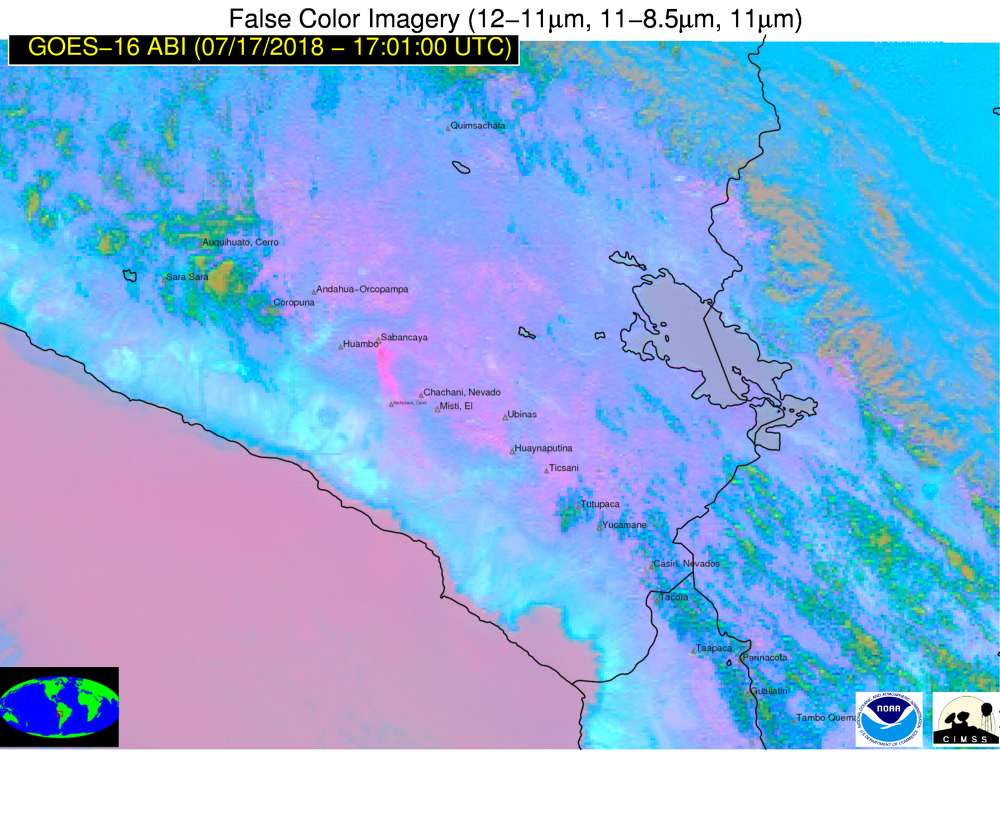 False Color Imagery (12−11μm, 11−8.5μm, 11μm)
GOES−16 ABI (07/17/2018 − 17:01:00 UTC)
Quimsachata
Auquihuato, Cerro
Sara Sara
Andahua−Orcopampa
Coropuna
Sabancaya
Huambo
Chachani, Nevado
Misti, El
Ubinas
Huaynaputina
Ticsani
Tutupaca
Yucamane
Casiri, Nevados
Tacora
Taapaca
Parinacota
Guallatiri
Tambo Quema
NOAA
CIMSS